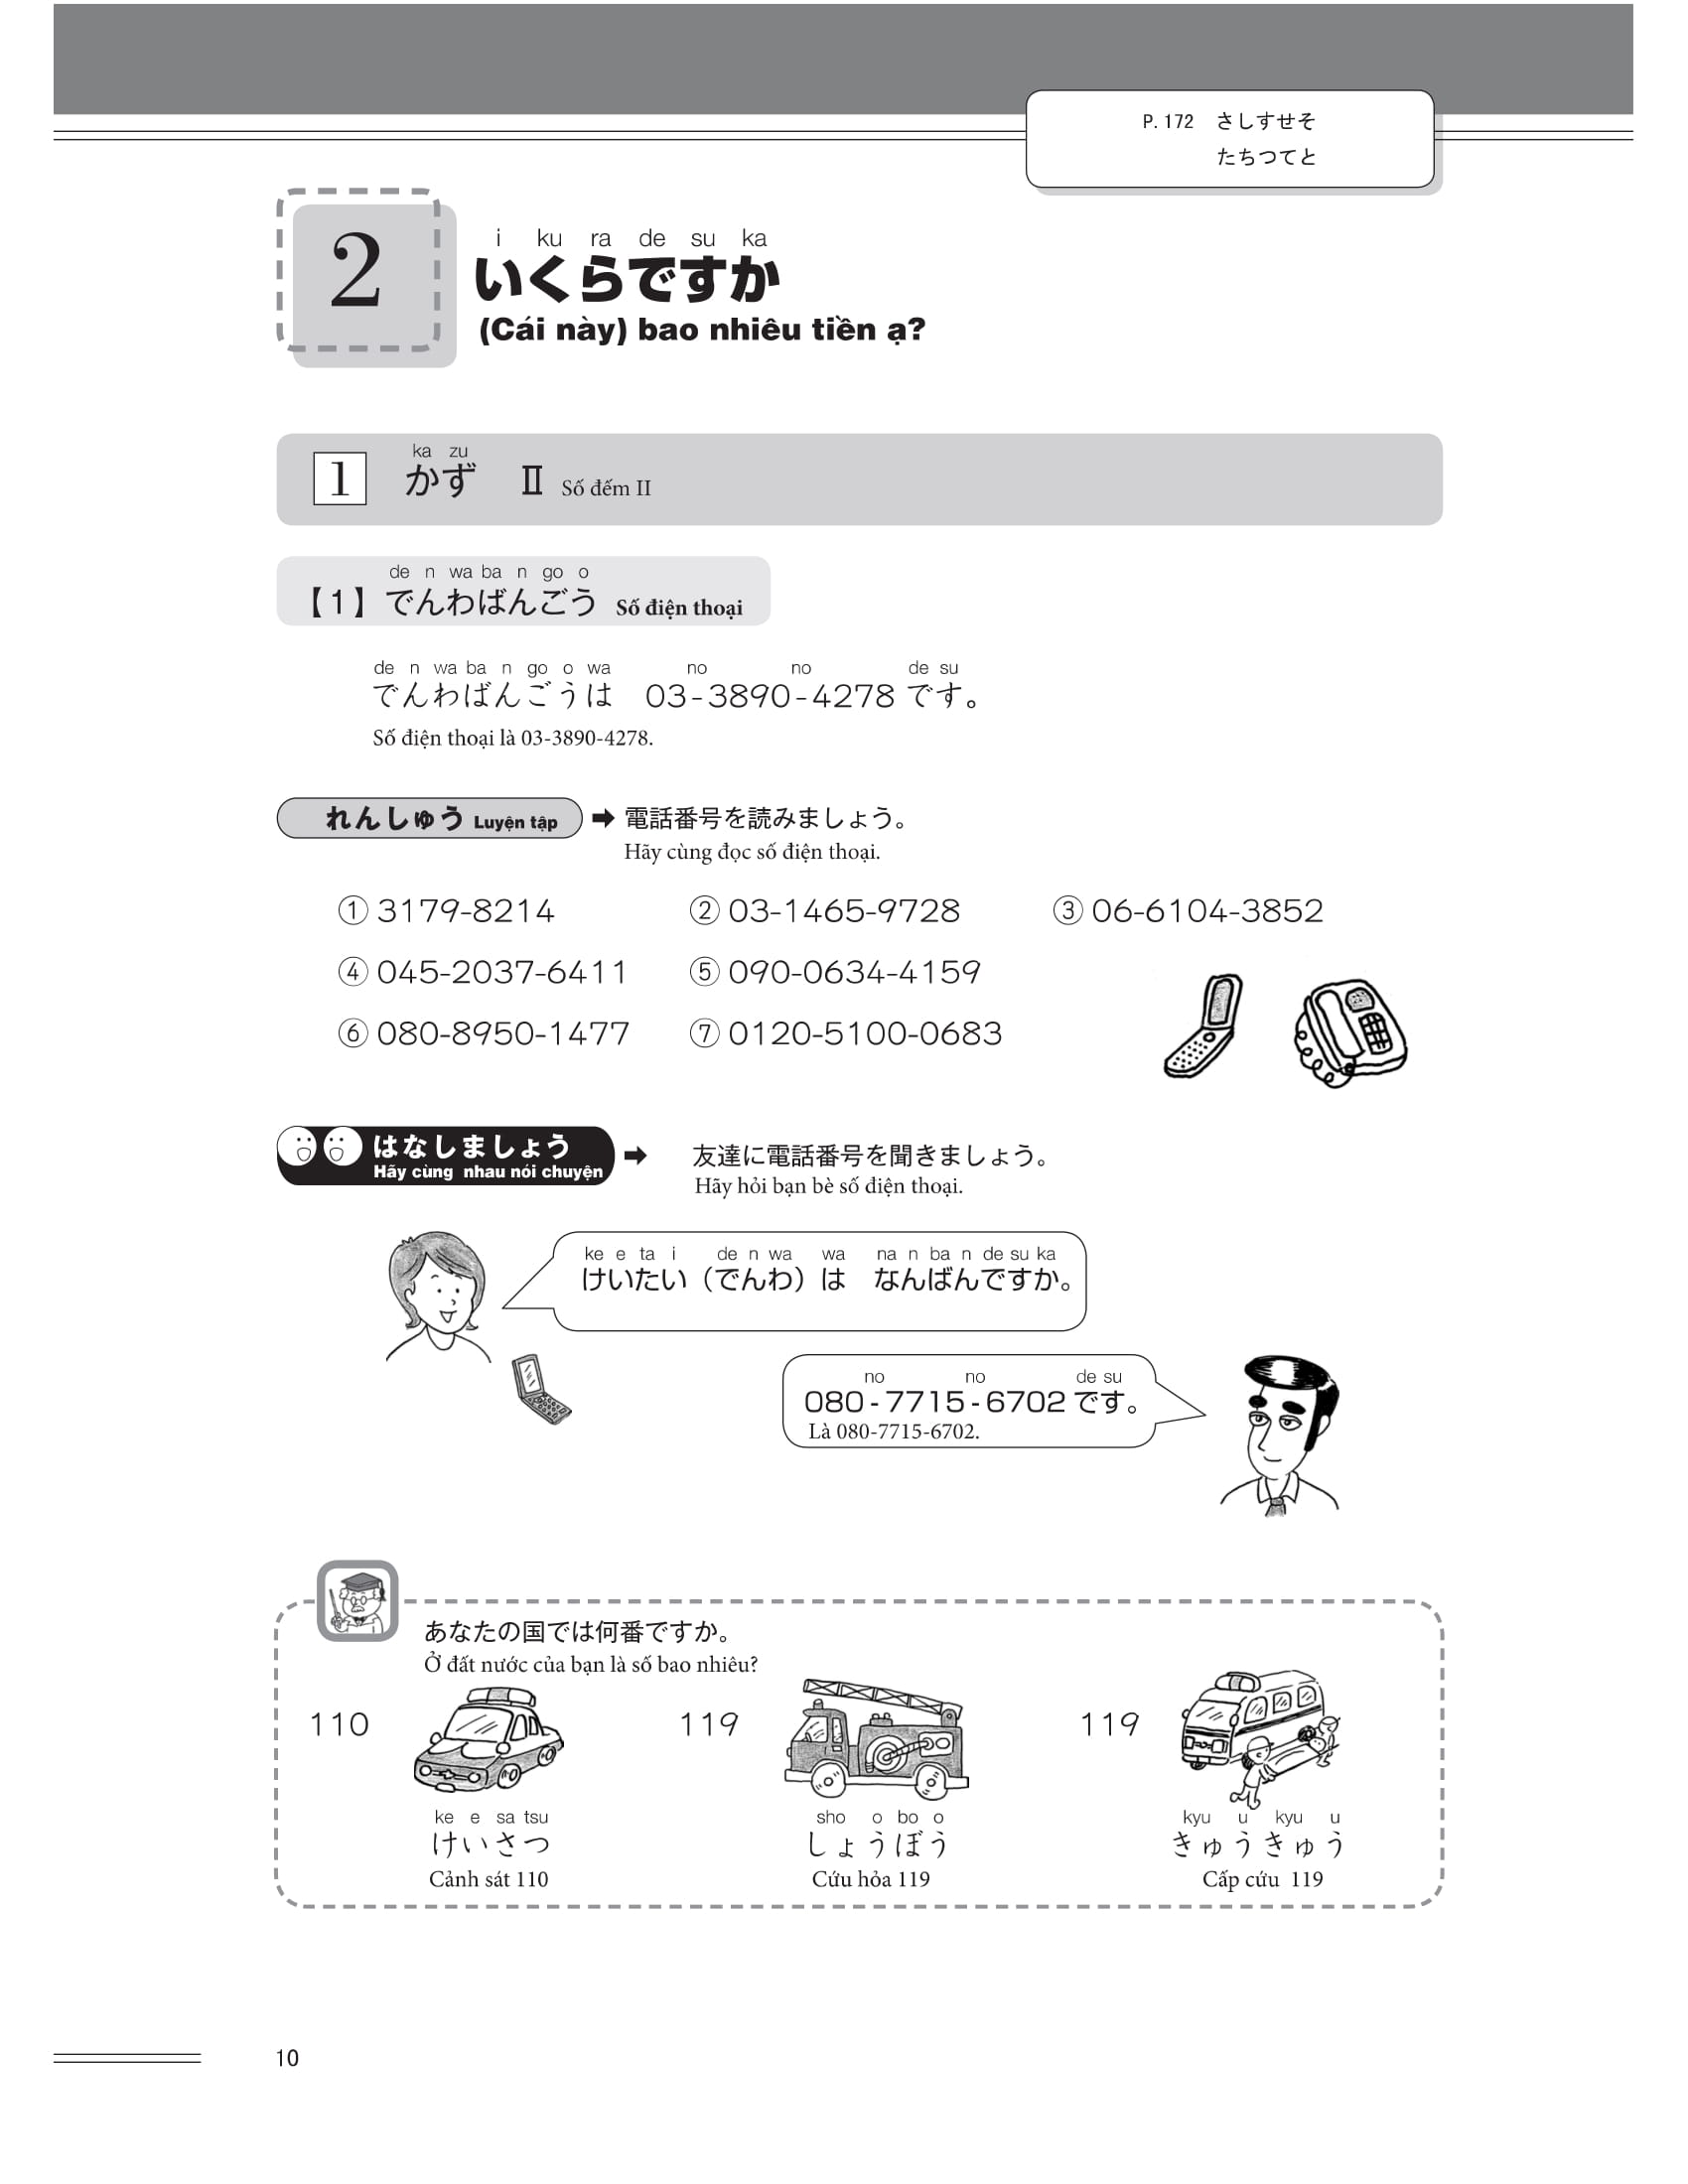 P. 172 さしすせそ
たちつてと
2
i ku ra de su ka
いくらですか
(Cái này) bao nhiêu tiền ạ?
ka zu
1 かず Ⅱ Số đếm II
de n wa ba n go o
【1】でんわばんごう Số điện thoại
de n wa ba n go o wa no no de su
でんわばんごうは 03-3890-4278 です。
Số điện thoại là 03-3890-4278.
れんしゅう Luyện tập ➡ 電話番号を読みましょう。
Hãy cùng đọc số điện thoại.
① 3179-8214 ② 03-1465-9728 ③ 06-6104-3852
④ 045-2037-6411 ⑤ 090-0634-4159
⑥ 080-8950-1477 ⑦ 0120-5100-0683
はなしましょう ➡ 友達に電話番号を聞きましょう。
Hãy cùng nhau nói chuyện Hãy hỏi bạn bè số điện thoại.
ke e ta i de n wa wa na n ba n de su ka
けいたい（でんわ）は なんばんですか。
no no de su
080-7715-6702 です。
Là 080-7715-6702.
あなたの国では何番ですか。
Ở đất nước của bạn là số bao nhiêu?
110 119 119
ke e sa tsu sho o bo o kyu u kyu u
けいさつ しょうぼう きゅうきゅう
Cảnh sát 110 Cứu hỏa 119 Cấp cứu 119
10